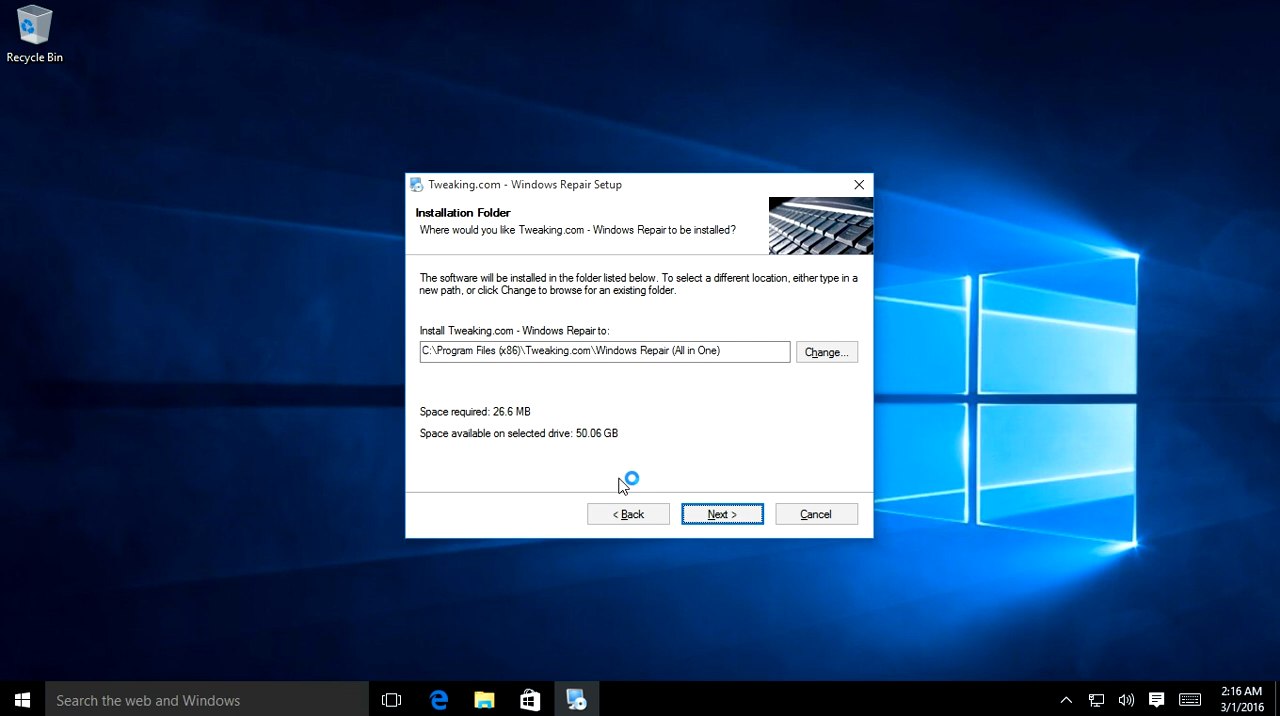 Recycle Bin
Tweaking.com - Windows Repair Setup
Installation Folder
Where would you like Tweaking.com - Windows Repair to be installed?
The software will be installed in the folder listed below. To select a different location, either type in a
new path, or click Change to browse for an existing folder.
Install Tweaking.com - Windows Repair to:
C:\Program Files (x86)\Tweaking.com\Windows Repair (All in One)
Change...
Space required: 26.6 MB
Space available on selected drive: 50.06 GB
< Back
Next >
Cancel
Search the web and Windows
2:16 AM
3/1/2016